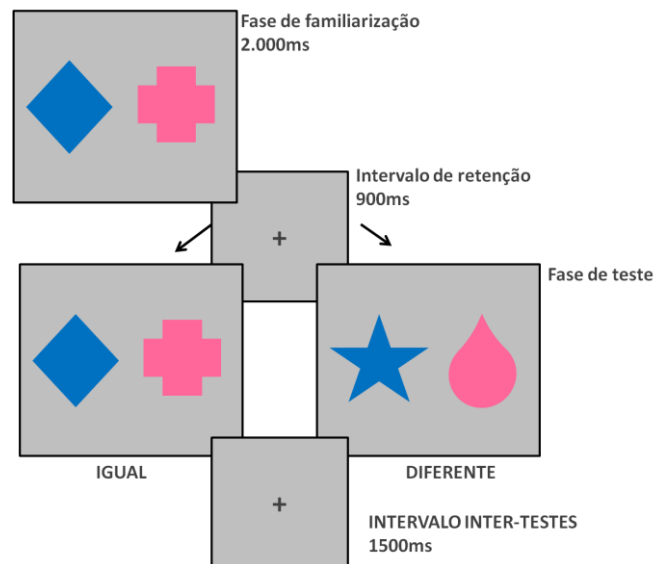 Fase de familiarização
2.000ms
Intervalo de retenção
900ms
+
Fase de teste
IGUAL
DIFERENTE
+
INTERVALO INTER-TESTES
1500ms